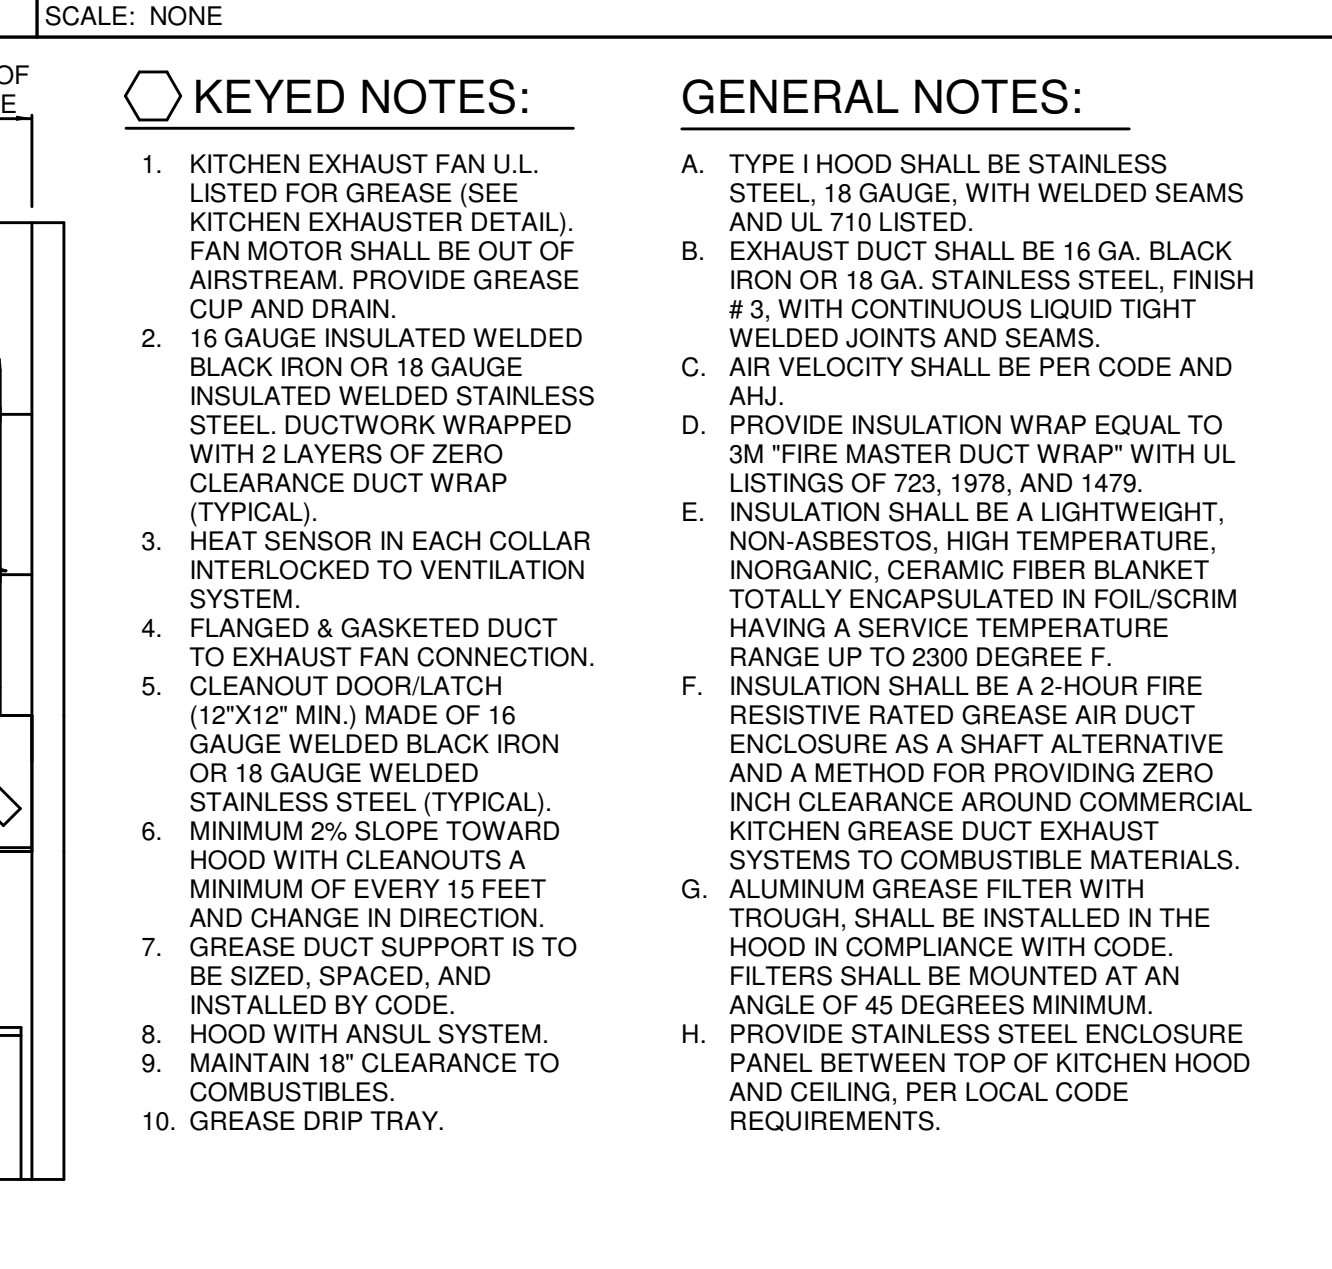 SCALE: NONE
OF
E
KEYED NOTES:
1. KITCHEN EXHAUST FAN U.L.
LISTED FOR GREASE (SEE
KITCHEN EXHAUSTER DETAIL).
FAN MOTOR SHALL BE OUT OF
AIRSTREAM. PROVIDE GREASE
CUP AND DRAIN.
2. 16 GAUGE INSULATED WELDED
BLACK IRON OR 18 GAUGE
INSULATED WELDED STAINLESS
STEEL. DUCTWORK WRAPPED
WITH 2 LAYERS OF ZERO
CLEARANCE DUCT WRAP
(TYPICAL).
3. HEAT SENSOR IN EACH COLLAR
INTERLOCKED TO VENTILATION
SYSTEM.
4. FLANGED & GASKETED DUCT
TO EXHAUST FAN CONNECTION.
5. CLEANOUT DOOR/LATCH
(12"X12" MIN.) MADE OF 16
GAUGE WELDED BLACK IRON
OR 18 GAUGE WELDED
STAINLESS STEEL (TYPICAL).
6. MINIMUM 2% SLOPE TOWARD
HOOD WITH CLEANOUTS A
MINIMUM OF EVERY 15 FEET
AND CHANGE IN DIRECTION.
7. GREASE DUCT SUPPORT IS TO
BE SIZED, SPACED, AND
INSTALLED BY CODE.
8. HOOD WITH ANSUL SYSTEM.
9. MAINTAIN 18" CLEARANCE TO
COMBUSTIBLES.
10. GREASE DRIP TRAY.
GENERAL NOTES:
A. TYPE I HOOD SHALL BE STAINLESS
STEEL, 18 GAUGE, WITH WELDED SEAMS
AND UL 710 LISTED.
B. EXHAUST DUCT SHALL BE 16 GA. BLACK
IRON OR 18 GA. STAINLESS STEEL, FINISH
# 3, WITH CONTINUOUS LIQUID TIGHT
WELDED JOINTS AND SEAMS.
C. AIR VELOCITY SHALL BE PER CODE AND
AHJ.
D. PROVIDE INSULATION WRAP EQUAL TO
3M "FIRE MASTER DUCT WRAP" WITH UL
LISTINGS OF 723, 1978, AND 1479.
E. INSULATION SHALL BE A LIGHTWEIGHT,
NON-ASBESTOS, HIGH TEMPERATURE,
INORGANIC, CERAMIC FIBER BLANKET
TOTALLY ENCAPSULATED IN FOIL/SCRIM
HAVING A SERVICE TEMPERATURE
RANGE UP TO 2300 DEGREE F.
F. INSULATION SHALL BE A 2-HOUR FIRE
RESISTIVE RATED GREASE AIR DUCT
ENCLOSURE AS A SHAFT ALTERNATIVE
AND A METHOD FOR PROVIDING ZERO
INCH CLEARANCE AROUND COMMERCIAL
KITCHEN GREASE DUCT EXHAUST
SYSTEMS TO COMBUSTIBLE MATERIALS.
G. ALUMINUM GREASE FILTER WITH
TROUGH, SHALL BE INSTALLED IN THE
HOOD IN COMPLIANCE WITH CODE.
FILTERS SHALL BE MOUNTED AT AN
ANGLE OF 45 DEGREES MINIMUM.
H. PROVIDE STAINLESS STEEL ENCLOSURE
PANEL BETWEEN TOP OF KITCHEN HOOD
AND CEILING, PER LOCAL CODE
REQUIREMENTS.